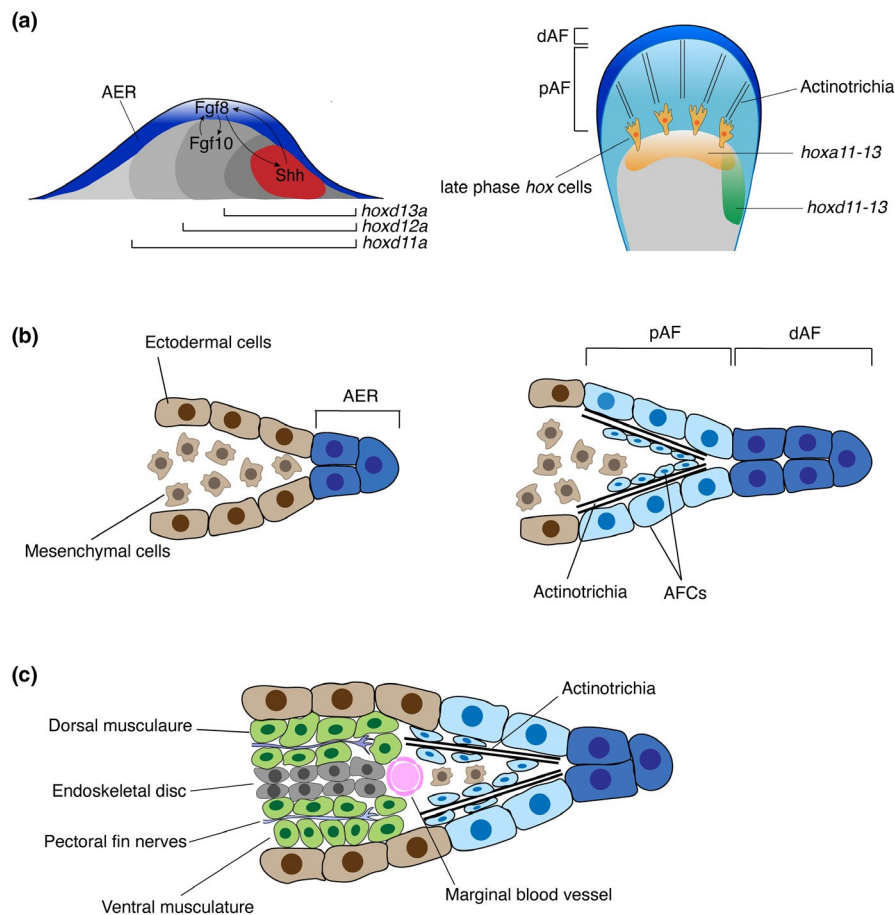 (a)
AER
Fgf8
Fgf10
Shh
hoxd13a
hoxd12a
hoxd11a
dAF
pAF
Actinotrichia
hoxa11-13
late phase hox cells
hoxd11-13
(b)
Ectodermal cells
AER
Mesenchymal cells
pAF
dAF
Actinotrichia
AFCs
(c)
Actinotrichia
Dorsal musculaure
Endoskeletal disc
Pectoral fin nerves
Ventral musculature
Marginal blood vessel